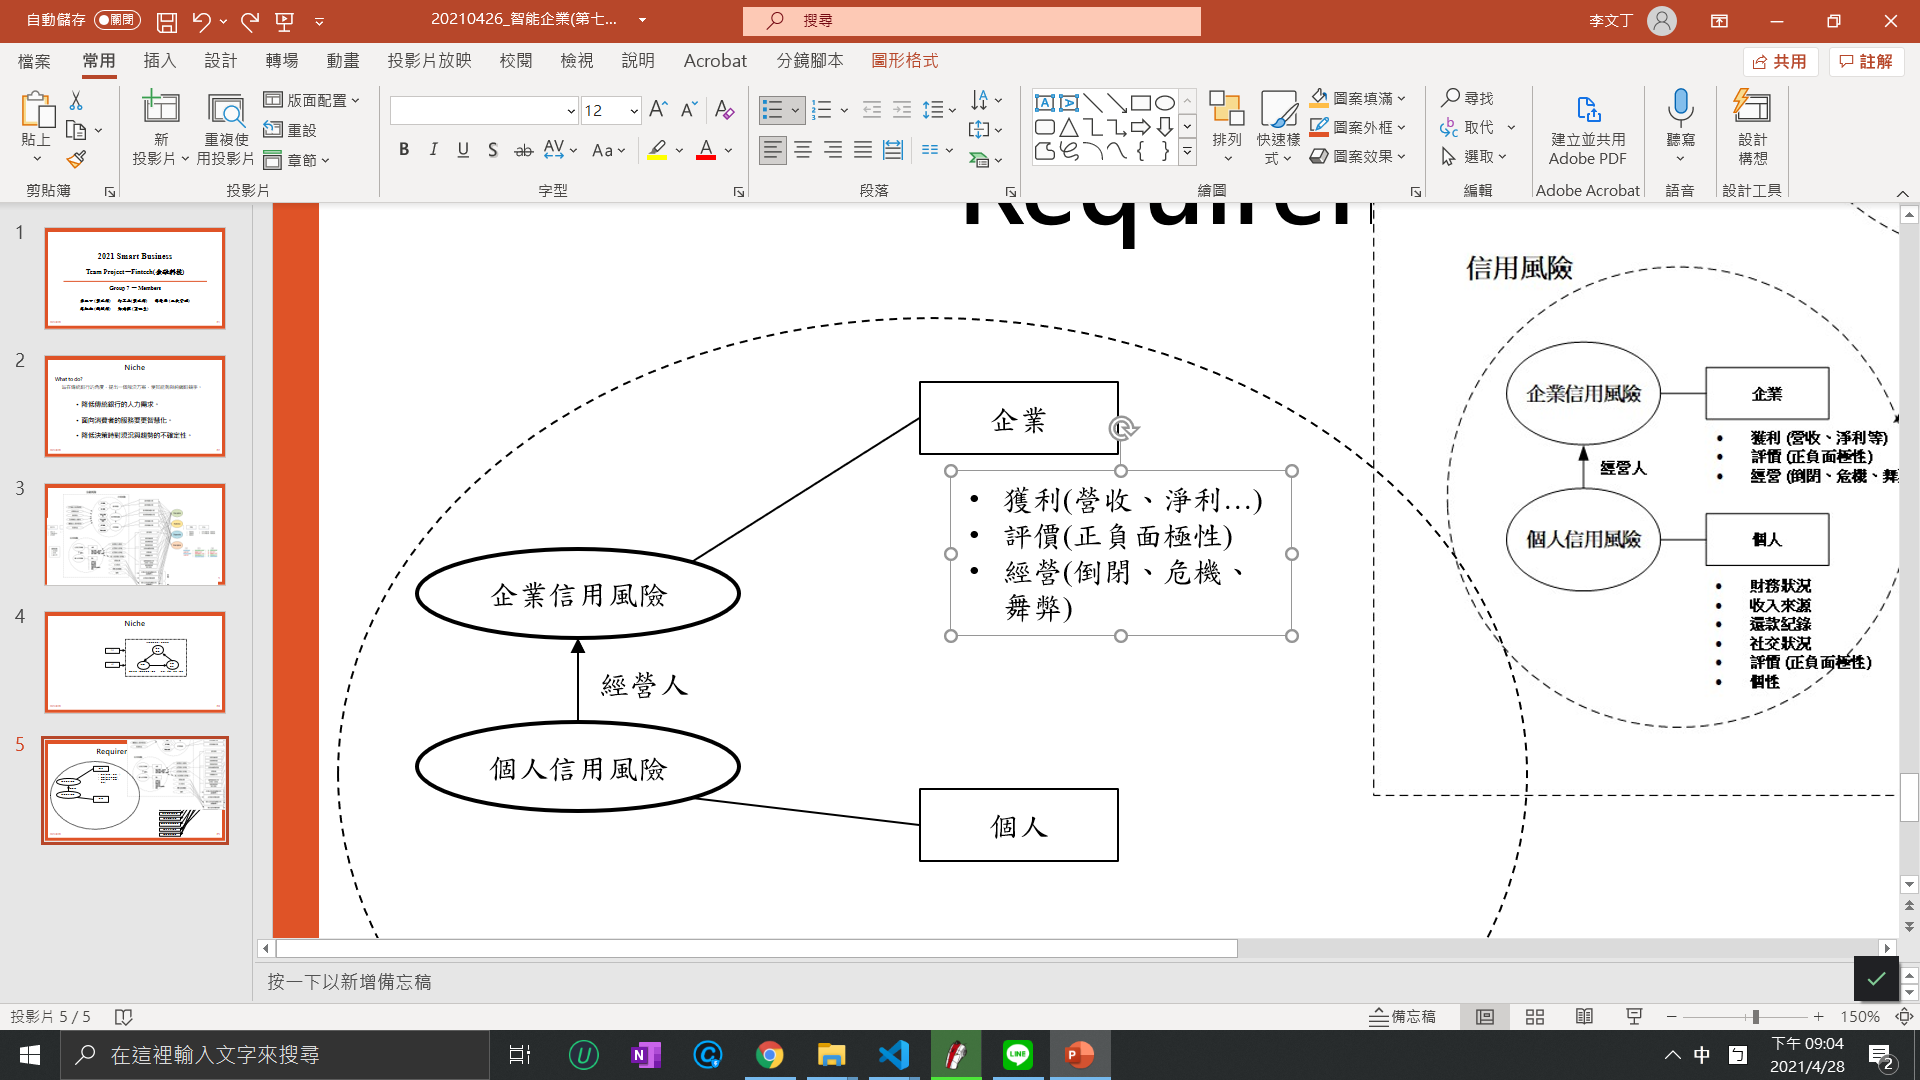 自動儲存 關閉
20210426_智能企業(第七...
搜尋
李文丁
檔案 常用 插入 設計 轉場 動畫 投影片放映 校閱 檢視 說明 Acrobat 分鏡腳本 圖形格式
共用 註解
貼上
剪貼簿
新
投影片
重複使
用投影片
版面配置
重設
章節
投影片
12
B I U S ab AV Aa A
字型
段落
排列
快速樣
式
圖案填滿
圖案外框
圖案效果
繪圖
尋找
取代
選取
編輯
建立並共用
Adobe PDF
Adobe Acrobat
聽寫
語音
設計
構想
設計工具
1
2021 Smart Business
Team Project－Fintech(金融科技)
Group 7 － Members
2
Niche
What to do?
降低傳統銀行的人力需求。
面向消費者的服務要更智慧化。
降低決策時對現況與趨勢的不確定性。
3
4
Niche
5
Requirer
Requirer
企業
獲利(營收、淨利…)
評價(正負面極性)
經營(倒閉、危機、
舞弊)
企業信用風險
經營人
個人信用風險
個人
信用風險
企業信用風險
企業
獲利 (營收、淨利等)
評價 (正負面極性)
經營 (倒閉、危機、舞
經營人
個人信用風險
個人
財務狀況
收入來源
還款紀錄
社交狀況
評價 (正負面極性)
個性
按一下以新增備忘稿
投影片 5 / 5
備忘稿
150%
在這裡輸入文字來搜尋
中
下午 09:04
2021/4/28
2